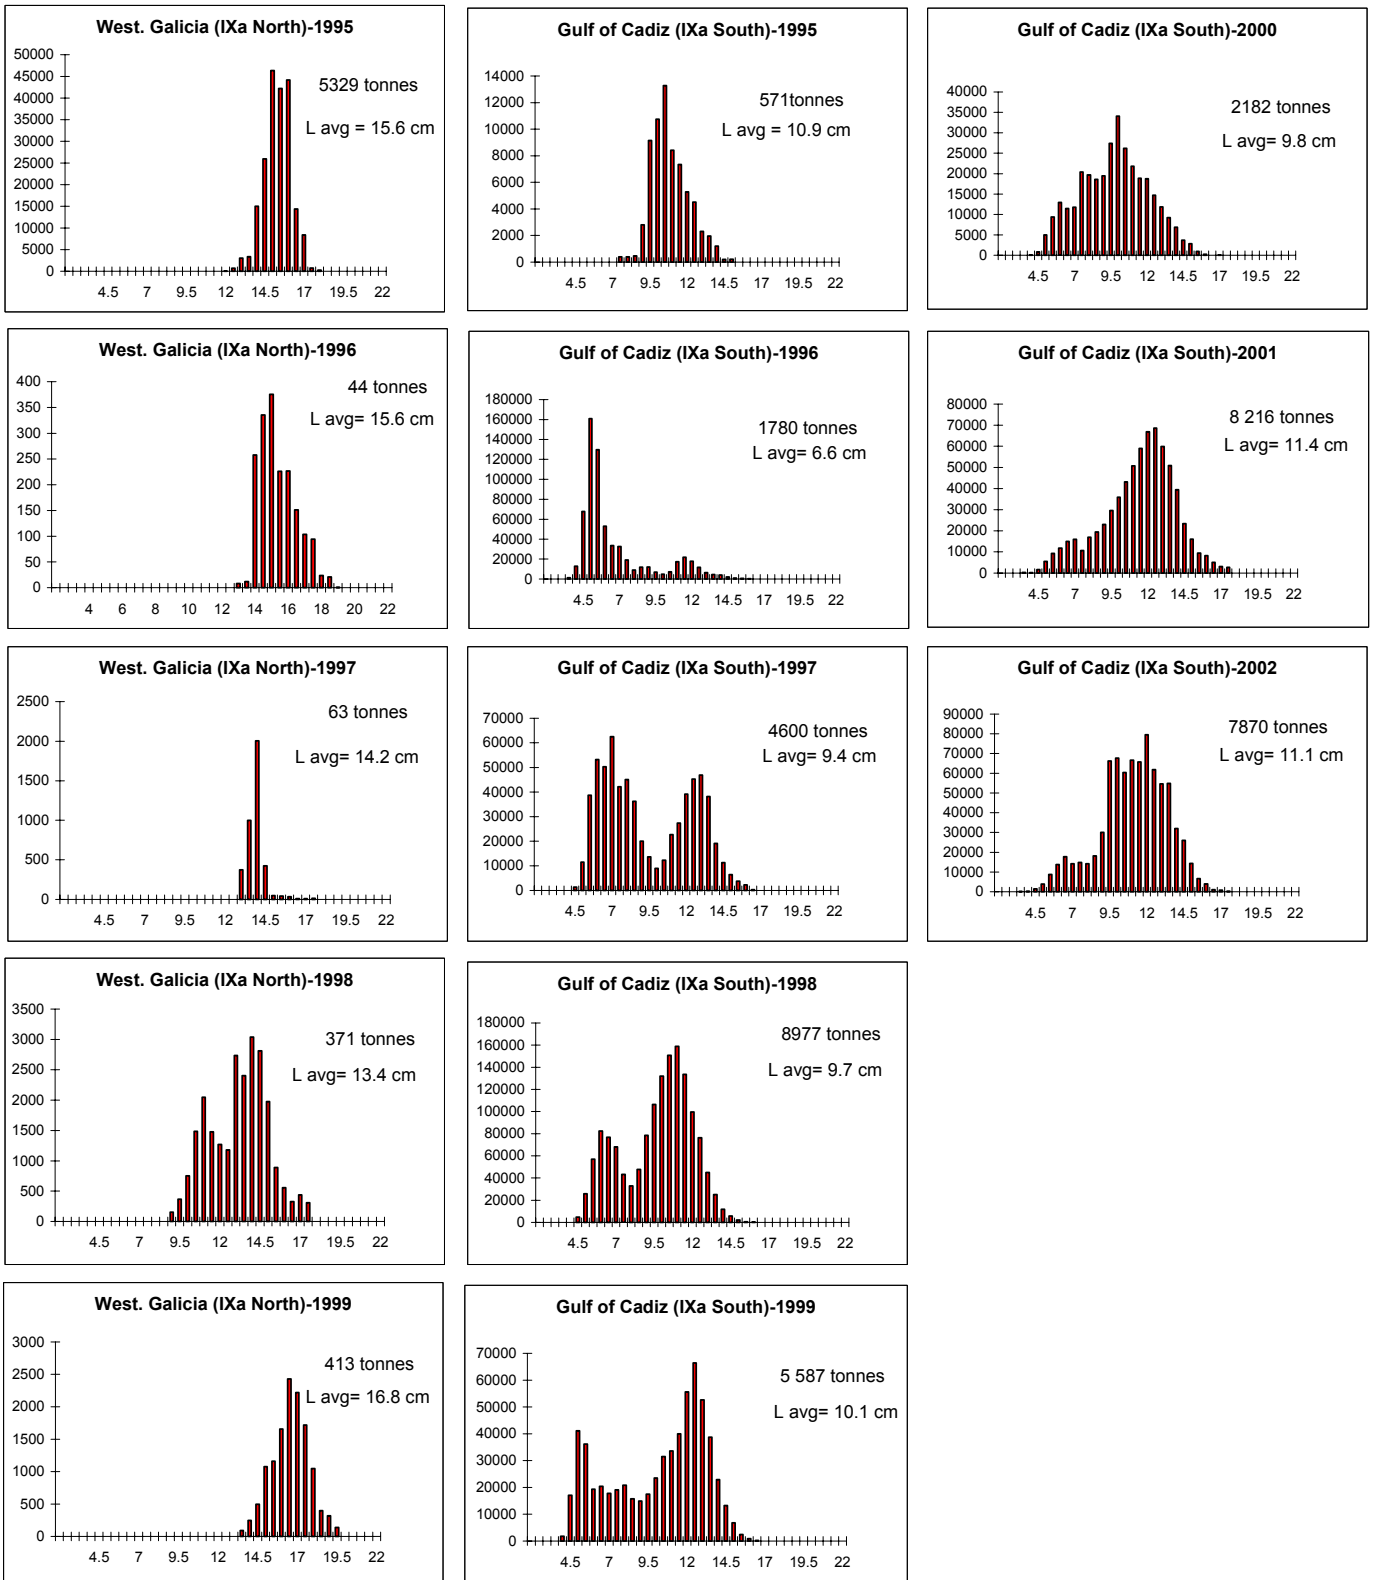 West. Galicia (IXa North)-1995
50000
45000
40000
35000
30000
25000
20000
15000
10000
5000
0
5329 tonnes
L avg = 15.6 cm
4.5 7 9.5 12 14.5 17 19.5 22
Gulf of Cadiz (IXa South)-1995
14000
12000
10000
8000
6000
4000
2000
0
571tonnes
L avg = 10.9 cm
4.5 7 9.5 12 14.5 17 19.5 22
Gulf of Cadiz (IXa South)-2000
40000
35000
30000
25000
20000
15000
10000
5000
0
2182 tonnes
L avg= 9.8 cm
4.5 7 9.5 12 14.5 17 19.5 22
West. Galicia (IXa North)-1996
400
350
300
250
200
150
100
50
0
44 tonnes
L avg= 15.6 cm
4 6 8 10 12 14 16 18 20 22
Gulf of Cadiz (IXa South)-1996
180000
160000
140000
120000
100000
80000
60000
40000
20000
0
1780 tonnes
L avg= 6.6 cm
4.5 7 9.5 12 14.5 17 19.5 22
Gulf of Cadiz (IXa South)-2001
80000
70000
60000
50000
40000
30000
20000
10000
0
8 216 tonnes
L avg= 11.4 cm
4.5 7 9.5 12 14.5 17 19.5 22
West. Galicia (IXa North)-1997
2500
2000
1500
1000
500
0
63 tonnes
L avg= 14.2 cm
4.5 7 9.5 12 14.5 17 19.5 22
Gulf of Cadiz (IXa South)-1997
70000
60000
50000
40000
30000
20000
10000
0
4600 tonnes
L avg= 9.4 cm
4.5 7 9.5 12 14.5 17 19.5 22
Gulf of Cadiz (IXa South)-2002
90000
80000
70000
60000
50000
40000
30000
20000
10000
0
7870 tonnes
L avg= 11.1 cm
4.5 7 9.5 12 14.5 17 19.5 22
West. Galicia (IXa North)-1998
3500
3000
2500
2000
1500
1000
500
0
371 tonnes
L avg= 13.4 cm
4.5 7 9.5 12 14.5 17 19.5 22
Gulf of Cadiz (IXa South)-1998
180000
160000
140000
120000
100000
80000
60000
40000
20000
0
8977 tonnes
L avg= 9.7 cm
4.5 7 9.5 12 14.5 17 19.5 22
West. Galicia (IXa North)-1999
3000
2500
2000
1500
1000
500
0
413 tonnes
L avg= 16.8 cm
4.5 7 9.5 12 14.5 17 19.5 22
Gulf of Cadiz (IXa South)-1999
70000
60000
50000
40000
30000
20000
10000
0
5 587 tonnes
L avg= 10.1 cm
4.5 7 9.5 12 14.5 17 19.5 22